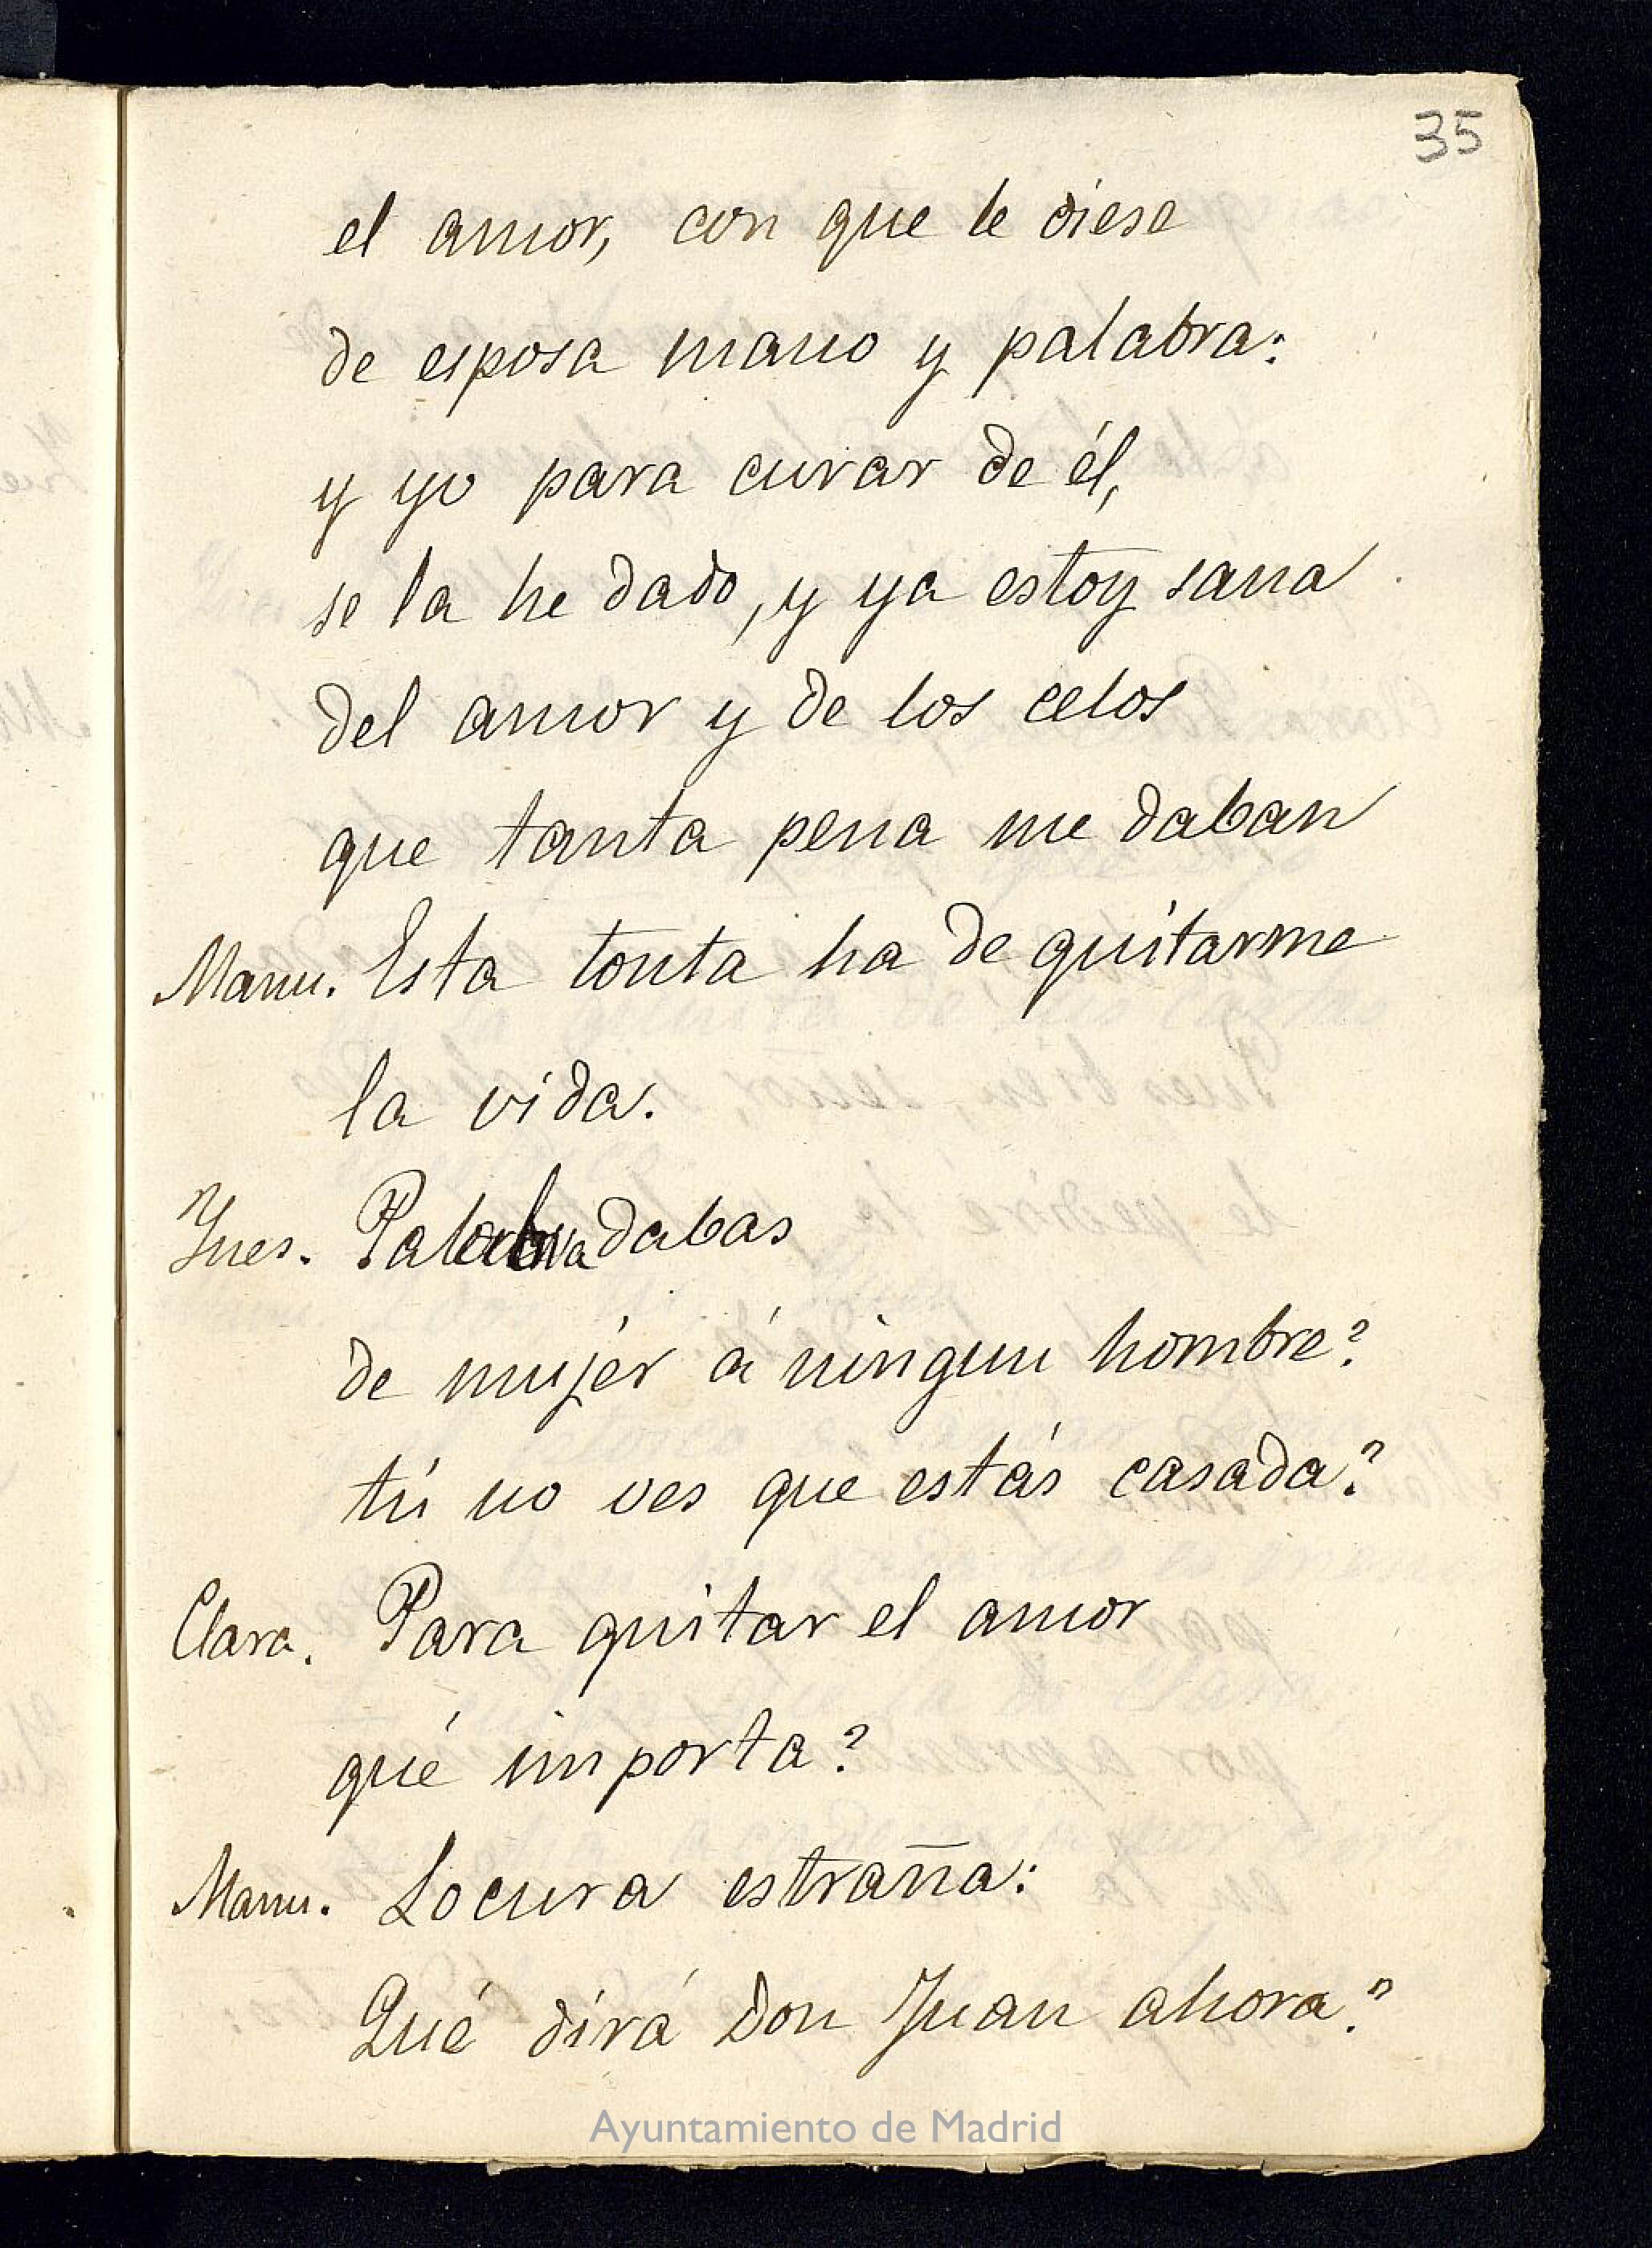 35
el amor, con que le diese
de esposa mano y palabra:
y yo para curar de él,
se la he dado, y ya estoy sana
del amor y de los celos
que tanta pena me daban
Manu. Esta tonta ha de quitarme
la vida.
Ynes. Palabra dabas
de mujér á ningun hombre?
tú no ves que estás casada?
Clara. Para quitar el amor
qué importa?
Manu. Locura estraña:
Qué dirá Don Juan ahora?
Ayuntamiento de Madrid